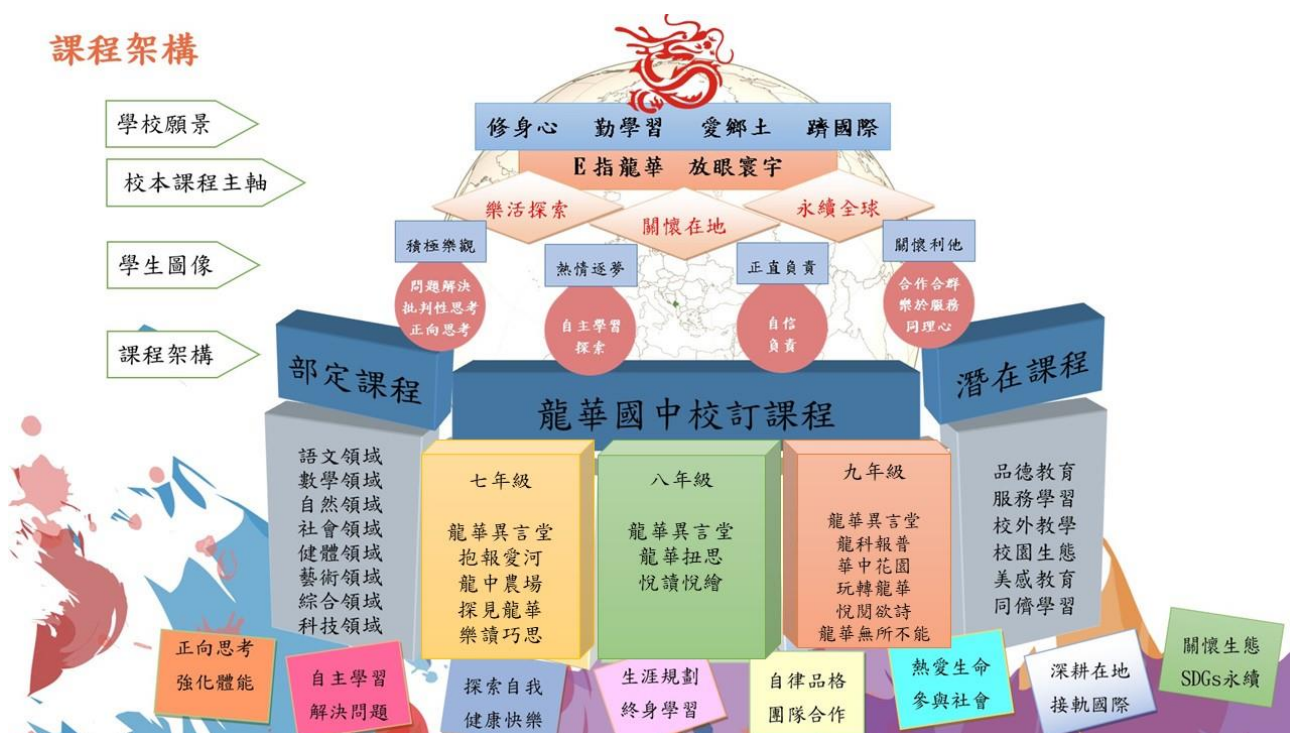 課程架構
學校願景
修身心 勤學習 愛鄉土 躋國際
校本課程主軸
E指龍華 放眼寰宇
樂活探索
關懷在地
永續全球
學生圖像
積極樂觀
問題解決
批判性思考
正向思考
熱情逐夢
自主學習
探索
正直負責
自信
負責
關懷利他
合作合群
樂於服務
同理心
課程架構
部定課程
語文領域
數學領域
自然領域
社會領域
健體領域
藝術領域
綜合領域
科技領域
龍華國中校訂課程
七年級
龍華異言堂
抱報愛河
龍中農場
探見龍華
樂讀巧思
八年級
龍華異言堂
龍華扭思
悅讀悅繪
九年級
龍華異言堂
龍科報普
華中花園
玩轉龍華
悅閱欲詩
龍華無所不能
潛在課程
品德教育
服務學習
校外教學
校園生態
美感教育
同儕學習
正向思考
強化體能
自主學習
解決問題
探索自我
健康快樂
生涯規劃
終身學習
自律品格
團隊合作
熱愛生命
參與社會
深耕在地
接軌國際
關懷生態
SDGs永續